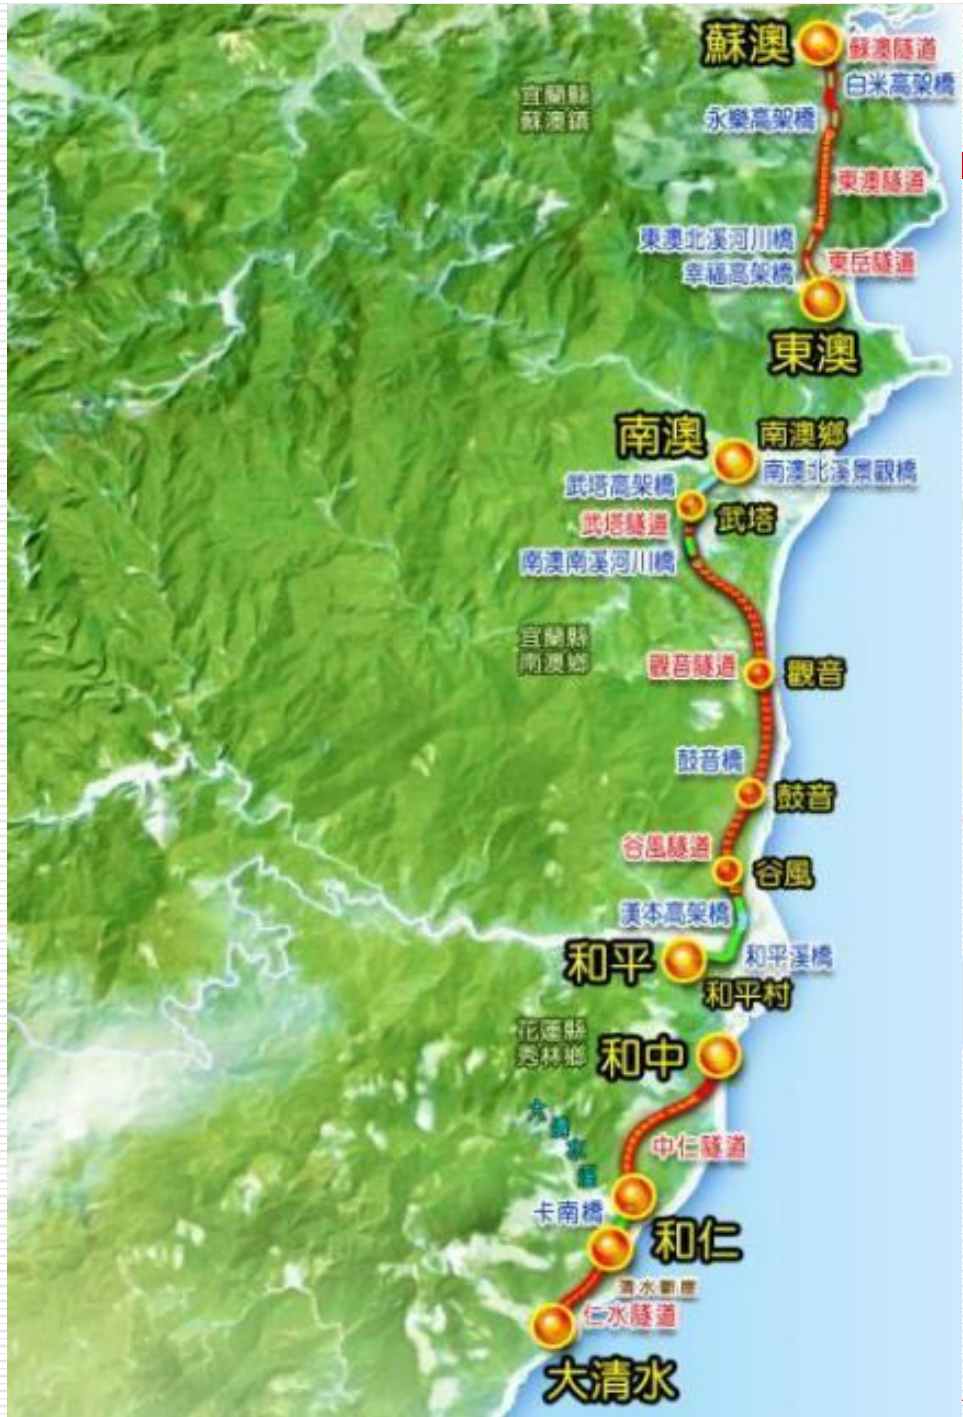 蘇澳
蘇澳隧道
白米高架橋
宜蘭縣
蘇澳鎮
永樂高架橋
東澳隧道
東澳北溪河川橋
東岳隧道
幸福高架橋
東澳
南澳
南澳鄉
南澳北溪景觀橋
武塔高架橋
武塔
武塔隧道
南澳南溪河川橋
宜蘭縣
南澳鄉
觀音隧道
觀音
鼓音橋
鼓音
谷風隧道
谷風
漢本高架橋
和平溪橋
和平
和平村
花蓮縣
秀林鄉
和中
大清水溪
中仁隧道
卡南橋
和仁
清水斷崖
仁水隧道
大清水